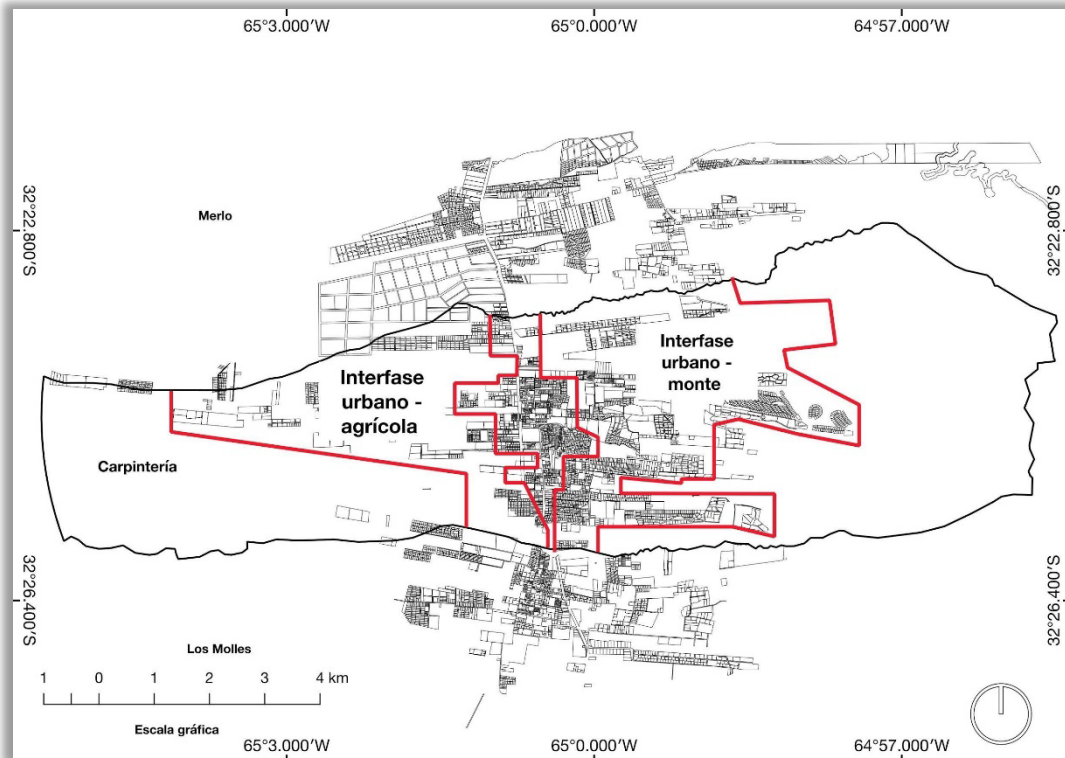 65°3.000'W
65°0.000'W
64°57.000'W
32°22.800'S
Merlo
32°22.800'S
Interfase
urbano -
monte
Interfase
urbano -
agrícola
Carpintería
32°26.400'S
32°26.400'S
Los Molles
1 0 1 2 3 4 km
Escala gráfica
65°3.000'W
65°0.000'W
64°57.000'W